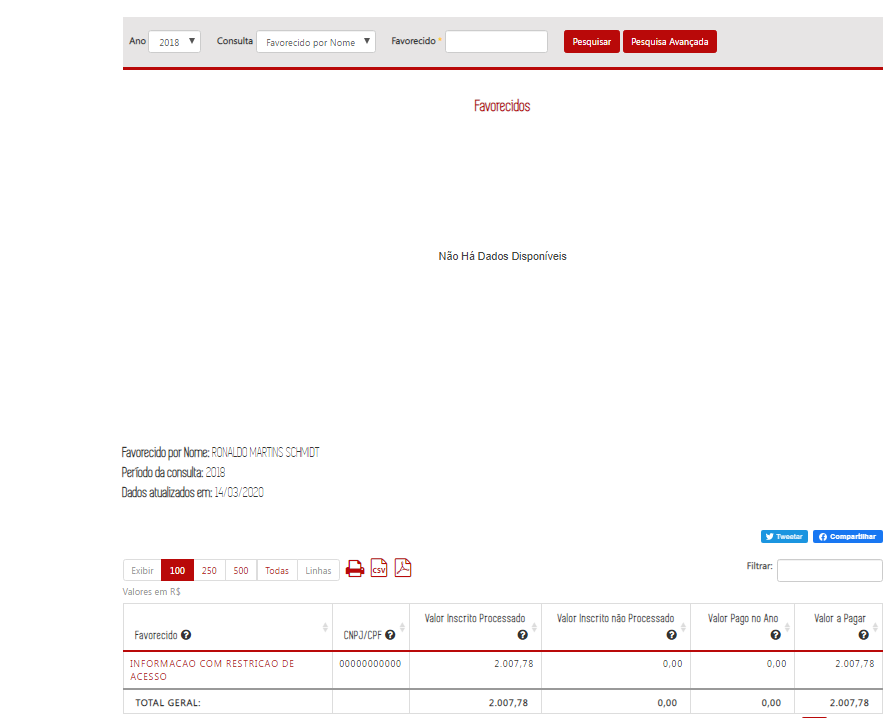 Ano 2018 ▼ Consulta Favorecido por Nome ▼ Favorecido * Pesquisar Pesquisa Avançada
Favorecidos
Não Há Dados Disponíveis
Favorecido por Nome: RONALDO MARTINS SCHMIDT
Período da consulta: 2018
Dados atualizados em: 14/03/2020
Tweetar Compartilhar
Exibir 100 250 500 Todas Linhas CSV Filtrar:
Valores em R$
Favorecido ? CNPJ/CPF ? Valor Inscrito Processado ? Valor Inscrito não Processado ? Valor Pago no Ano ? Valor a Pagar ?
INFORMACAO COM RESTRICAO DE 00000000000 2.007,78 0,00 0,00 2.007,78
ACESSO
TOTAL GERAL: 2.007,78 0,00 0,00 2.007,78